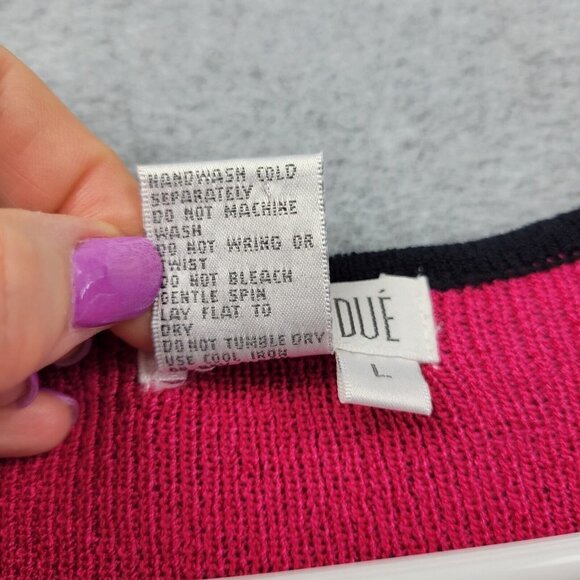 HANDWASH COLD
SEPARATELY
DO NOT MACHINE
WASH
DO NOT WRING OR
TWIST
DO NOT BLEACH
GENTLE SPIN
LAY FLAT TO
DRY
DO NOT TUMBLE DRY
USE COOL IRON
DUÉ
L